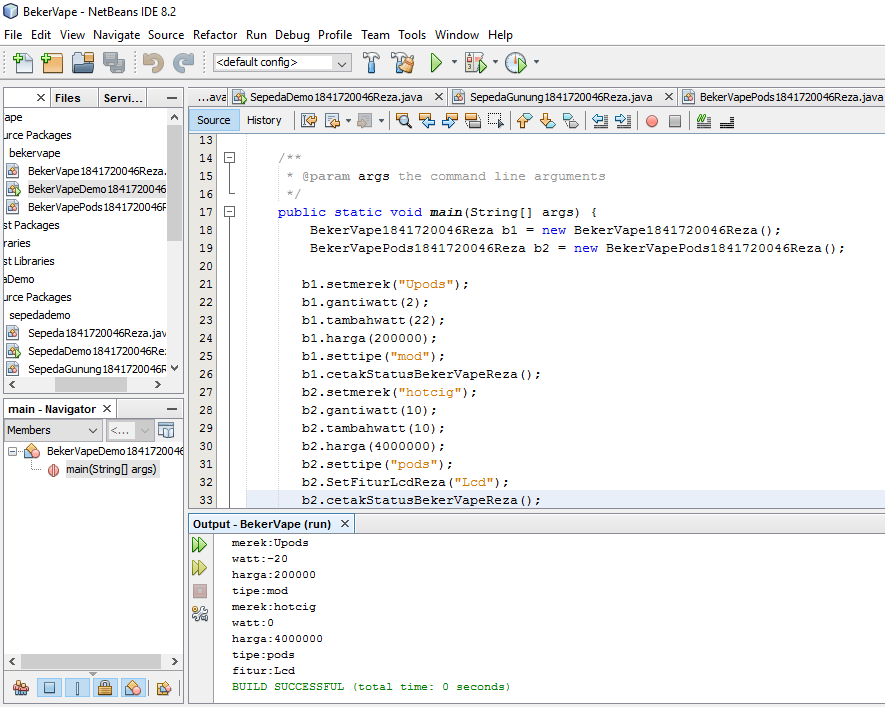 BekerVape - NetBeans IDE 8.2
File Edit View Navigate Source Refactor Run Debug Profile Team Tools Window Help
<default config>
Files Servi...
ape
urce Packages
bekervape
BekerVape1841720046Reza.
BekerVapeDemo1841720046
BekerVapePods1841720046R
st Packages
raries
st Libraries
aDemo
urce Packages
sepedademo
Sepeda1841720046Reza.jav
SepedaDemo1841720046Re:
SepedaGunung1841720046R
main - Navigator
Members <...
BekerVapeDemo1841720046
main(String[] args)
...ava SepedaDemo1841720046Reza.java SepedaGunung1841720046Reza.java BekerVapePods1841720046Reza.java
Source History
13
14 /**
15 * @param args the command line arguments
16 */
17 public static void main(String[] args) {
18 BekerVape1841720046Reza b1 = new BekerVape1841720046Reza();
19 BekerVapePods1841720046Reza b2 = new BekerVapePods1841720046Reza();
20
21 b1.setmerek("Upods");
22 b1.gantiwatt(2);
23 b1.tambahwatt(22);
24 b1.harga(200000);
25 b1.settipe("mod");
26 b1.cetakStatusBekerVapeReza();
27 b2.setmerek("hotcig");
28 b2.gantiwatt(10);
29 b2.tambahwatt(10);
30 b2.harga(4000000);
31 b2.settipe("pods");
32 b2.SetFiturLcdReza("Lcd");
33 b2.cetakStatusBekerVapeReza();
Output - BekerVape (run)
merek:Upods
watt:-20
harga:200000
tipe:mod
merek:hotcig
watt:0
harga:4000000
tipe:pods
fitur:Lcd
BUILD SUCCESSFUL (total time: 0 seconds)